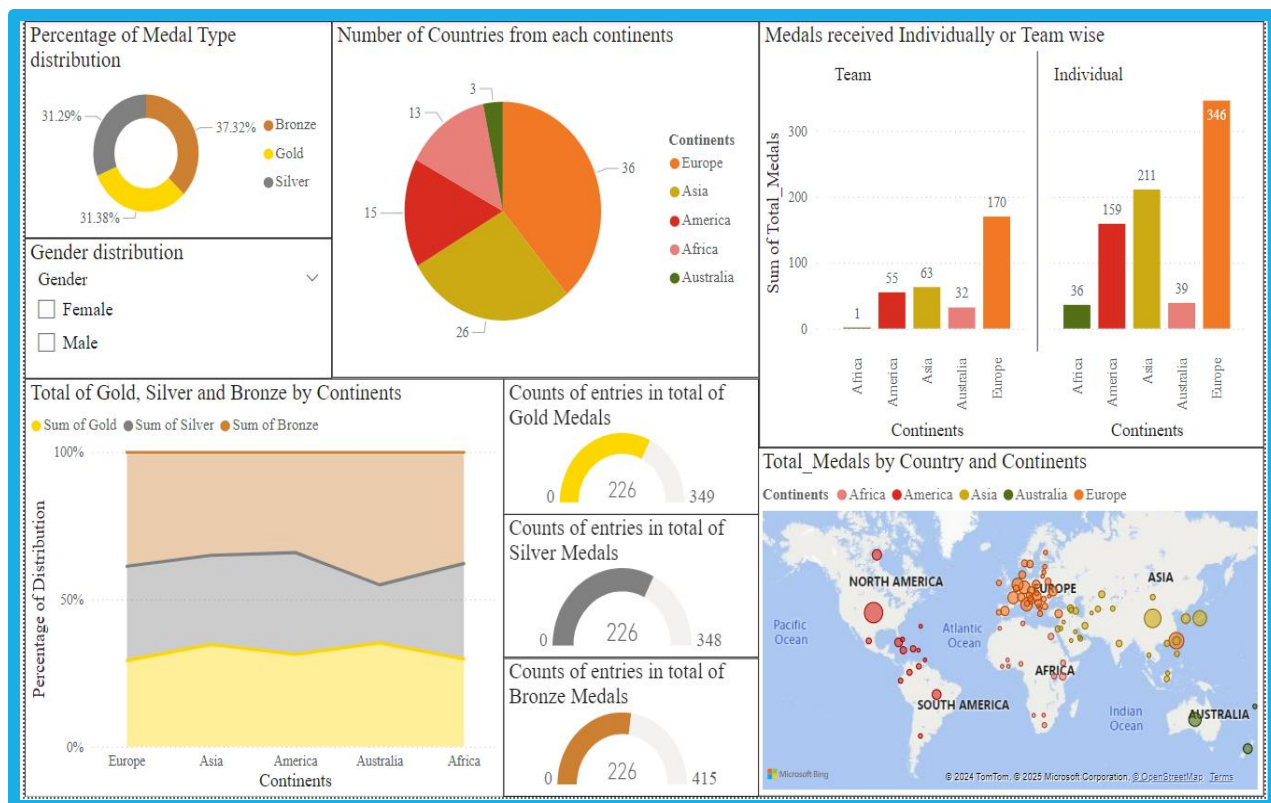 Percentage of Medal Type
distribution
31.29%
37.32%
31.38%
Bronze
Gold
Silver
Gender distribution
Gender
Female
Male
Number of Countries from each continents
3
13
36
15
26
Continents
Europe
Asia
America
Africa
Australia
Medals received Individually or Team wise
Team
Individual
Sum of Total_Medals
300
200
100
0
1
55
63
32
170
36
159
211
39
346
Africa
America
Asia
Australia
Europe
Africa
America
Asia
Australia
Europe
Continents
Continents
Total of Gold, Silver and Bronze by Continents
Sum of Gold Sum of Silver Sum of Bronze
Percentage of Distribution
100%
50%
0%
Europe Asia America Australia Africa
Continents
Counts of entries in total of
Gold Medals
0 226 349
Counts of entries in total of
Silver Medals
0 226 348
Counts of entries in total of
Bronze Medals
0 226 415
Total_Medals by Country and Continents
Continents Africa America Asia Australia Europe
NORTH AMERICA
EUROPE
ASIA
Pacific
Ocean
Atlantic
Ocean
AFRICA
SOUTH AMERICA
Indian
Ocean
AUSTRALIA
Microsoft Bing
© 2024 TomTom, © 2025 Microsoft Corporation, © OpenStreetMap Terms